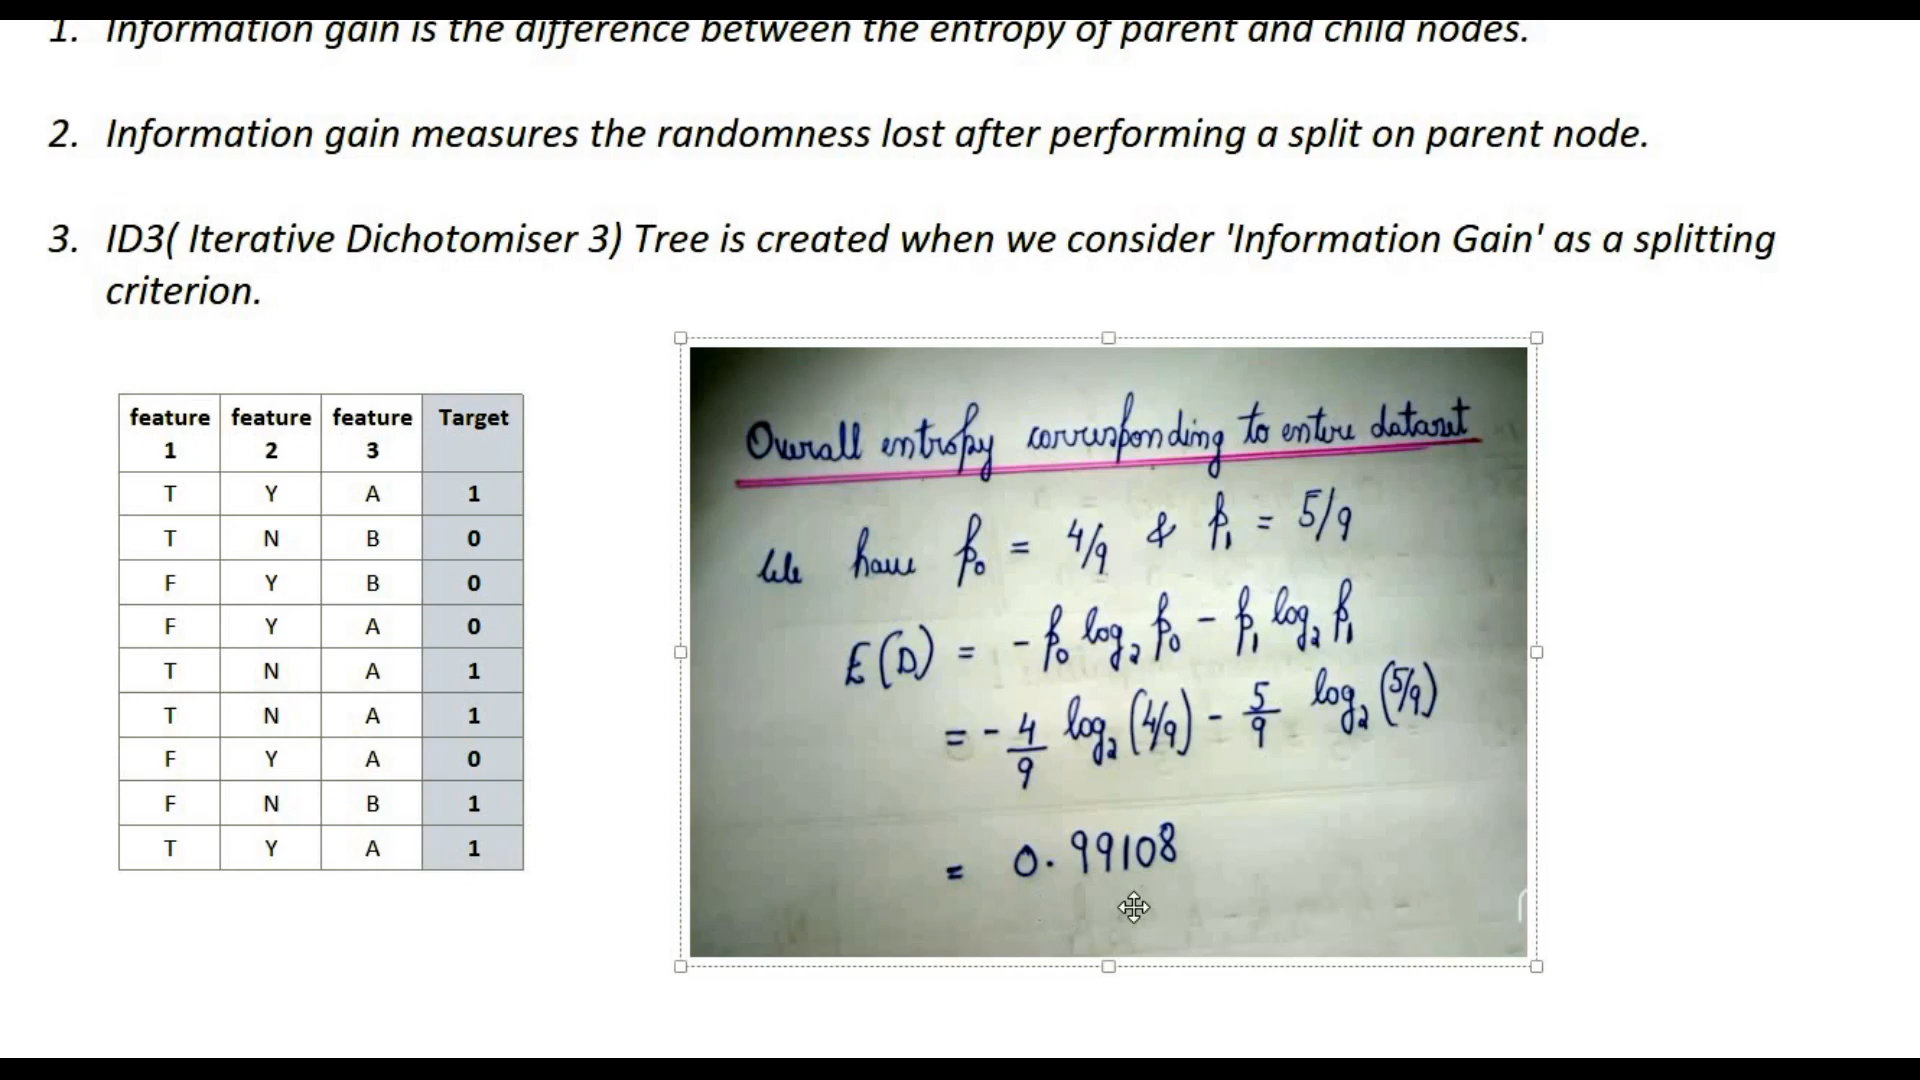 1. Information gain is the difference between the entropy of parent and child nodes.
2. Information gain measures the randomness lost after performing a split on parent node.
3. ID3( Iterative Dichotomiser 3) Tree is created when we consider 'Information Gain' as a splitting
criterion.
feature 1 feature 2 feature 3 Target
T Y A 1
T N B 0
F Y B 0
F Y A 0
T N A 1
T N A 1
F Y A 0
F N B 1
T Y A 1
Overall entropy corresponding to entire dataset
We have p₀ = 4/9 & p₁ = 5/9
E(D) = - p₀ log₂ p₀ - p₁ log₂ p₁
= - 4/9 log₂ (4/9) - 5/9 log₂ (5/9)
= 0.99108